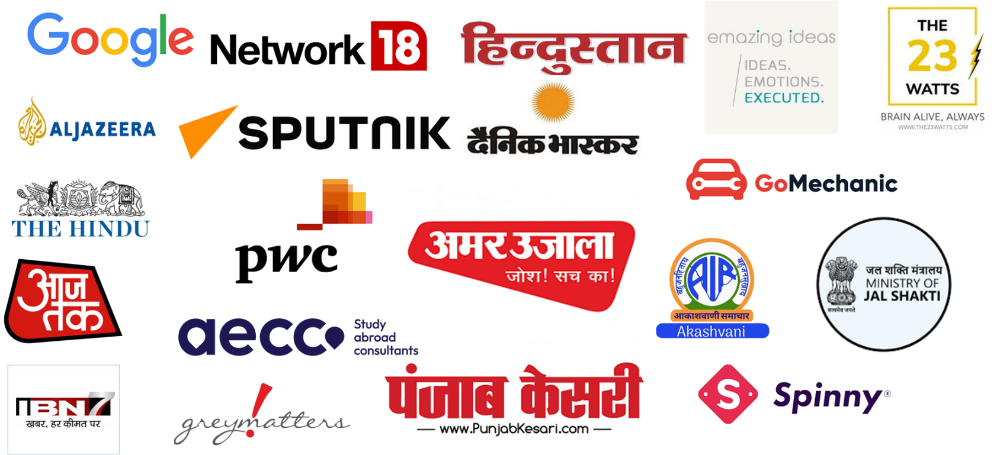 Google
Network 18
हिन्दुस्तान
emazing ideas
IDEAS.
EMOTIONS.
EXECUTED.
THE
23
WATTS
BRAIN ALIVE, ALWAYS
WWW.THE23WATTS.COM
ALJAZEERA
SPUTNIK
दैनिक भास्कर
GoMechanic
THE HINDU
pwc
अमर उजाला
जोश! सच का!
बहुजनहिताय
AIR
बहुजनसुखाय
आकाशवाणी समाचार
Akashvani
जल शक्ति मंत्रालय
MINISTRY OF
JAL SHAKTI
सत्यमेव जयते
आज
तक
aecc
Study
abroad
consultants
IBN7
खबर, हर कीमत पर
greymatters
पंजाब केसरी
www.PunjabKesari.com
S
Spinny®